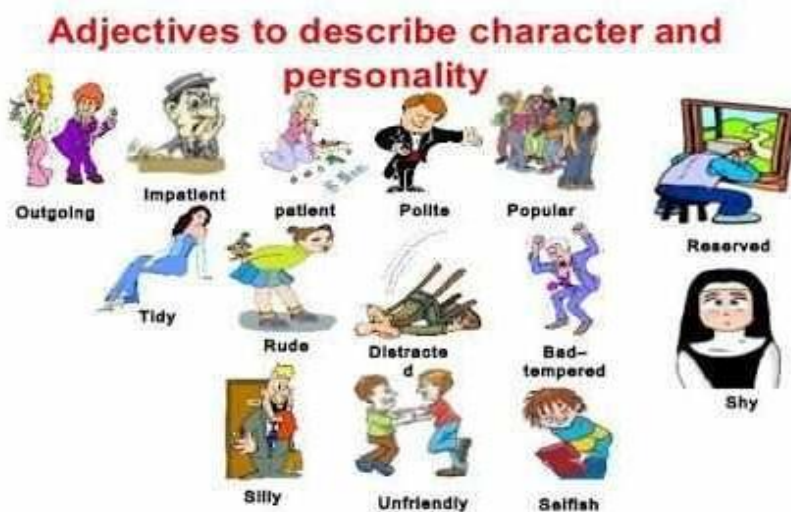 Adjectives to describe character and
personality
Outgoing
Impatient
patient
Polite
Popular
Reserved
Tidy
Rude
Distracte
d
Bad-
tempered
Shy
Silly
Unfriendly
Selfish